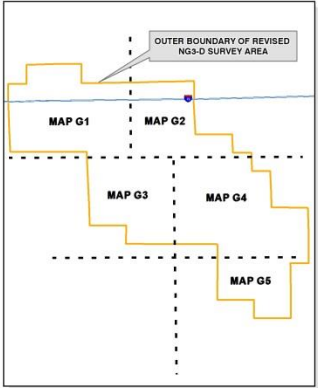 OUTER BOUNDARY OF REVISED
NG3-D SURVEY AREA
MAP G1
MAP G2
MAP G3
MAP G4
MAP G5